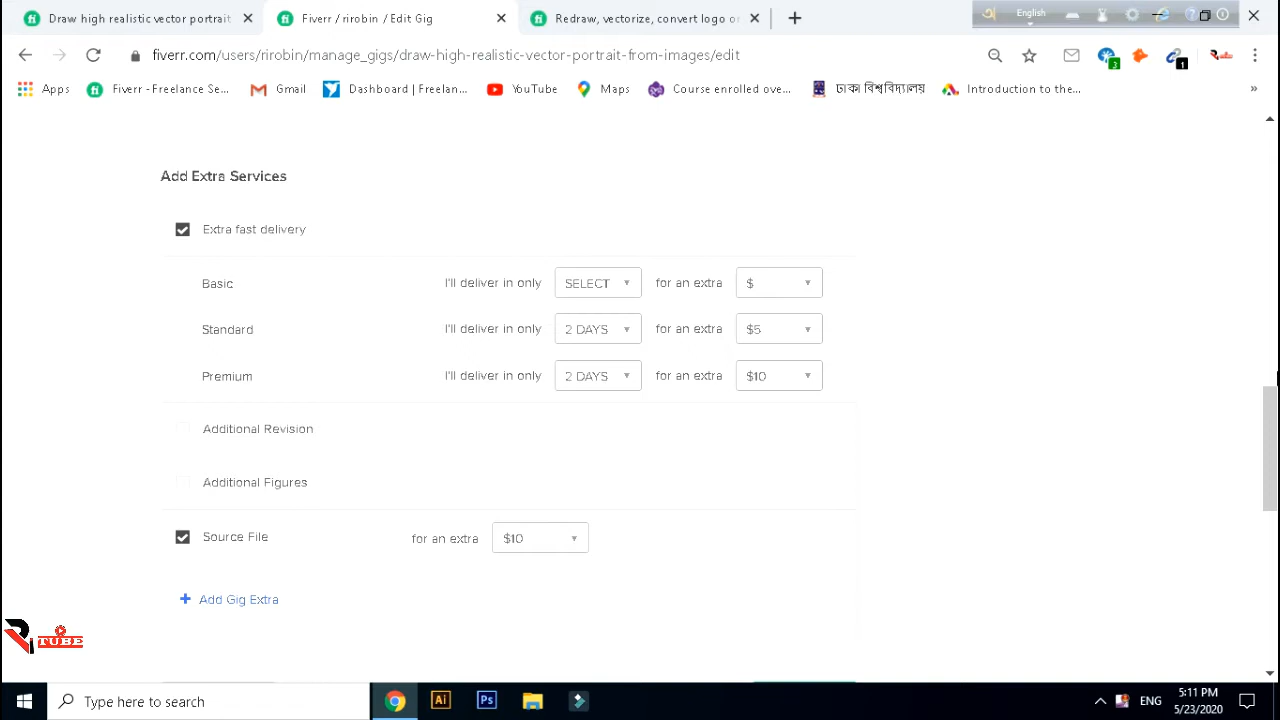 Draw high realistic vector portrait
Fiverr / rirobin / Edit Gig
Redraw, vectorize, convert logo or
English
fiverr.com/users/rirobin/manage_gigs/draw-high-realistic-vector-portrait-from-images/edit
3
1
Apps
Fiverr - Freelance Se...
Gmail
Dashboard | Freelan...
YouTube
Maps
Course enrolled ove...
ঢাকা বিশ্ববিদ্যালয়
Introduction to the...
»
Add Extra Services
Extra fast delivery
Basic I'll deliver in only SELECT for an extra $
Standard I'll deliver in only 2 DAYS for an extra $5
Premium I'll deliver in only 2 DAYS for an extra $10
Additional Revision
Additional Figures
Source File for an extra $10
+ Add Gig Extra
TUBE
Type here to search
Ai
Ps
ENG
5:11 PM
5/23/2020